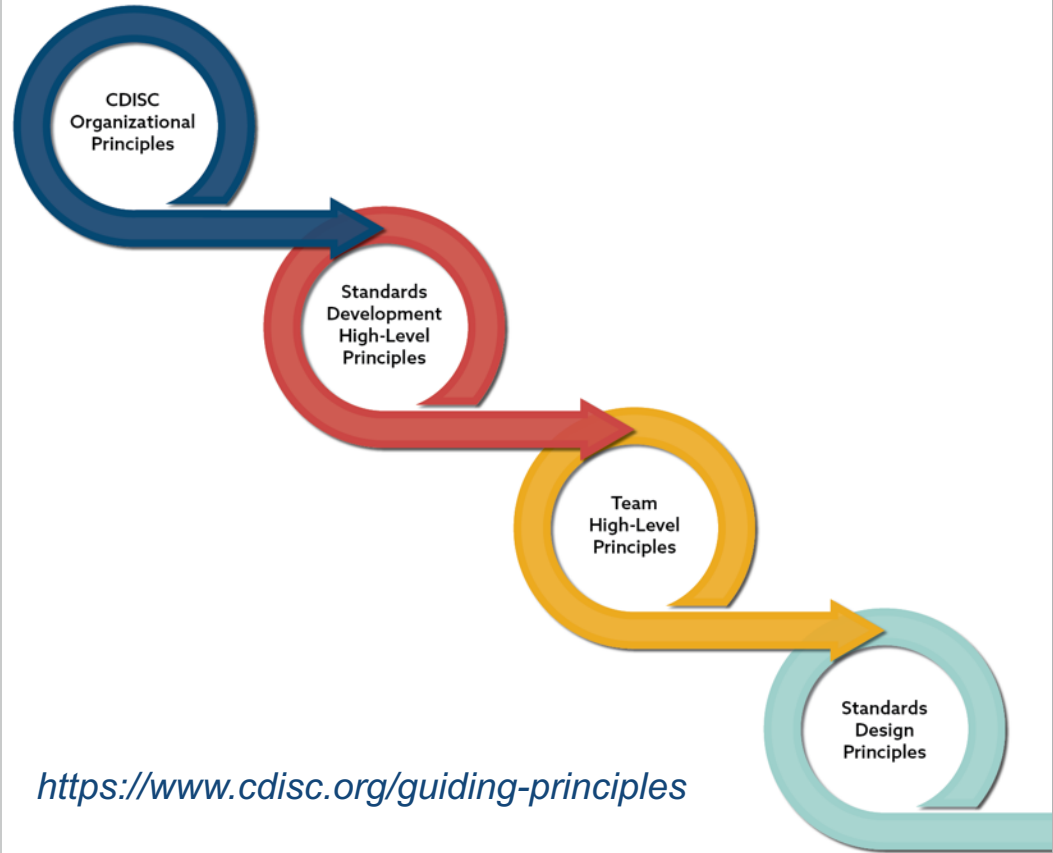 CDISC
Organizational
Principles
Standards
Development
High-Level
Principles
Team
High-Level
Principles
Standards
Design
Principles
https://www.cdisc.org/guiding-principles